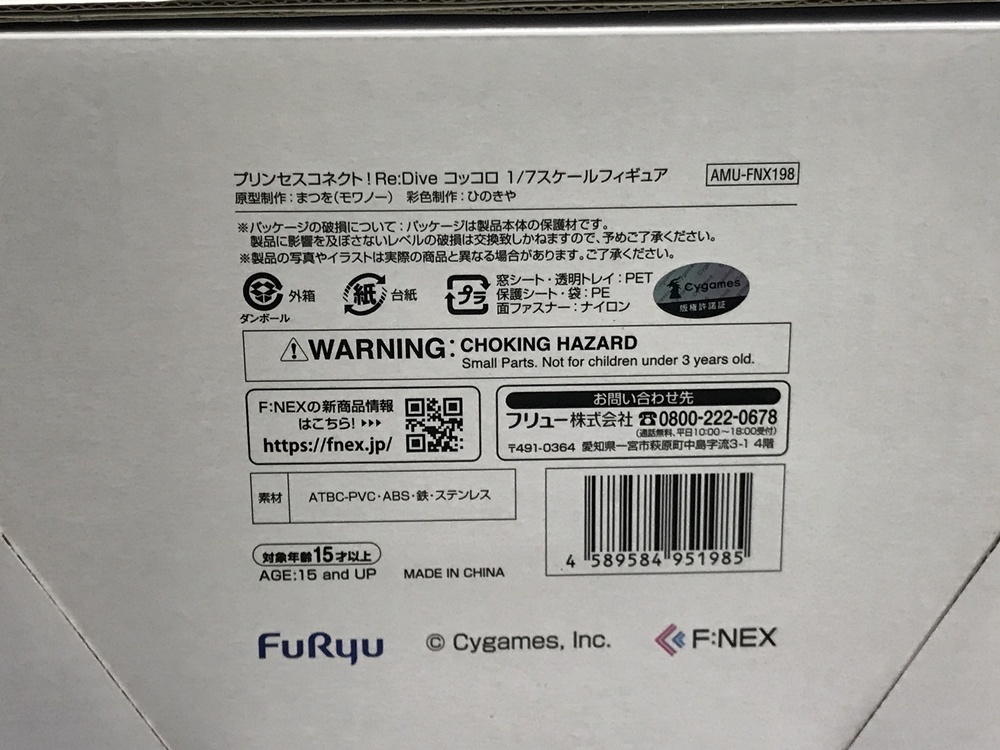 プリンセスコネクト！Re:Dive コッコロ 1/7スケールフィギュア AMU-FNX198
原型制作：まつを（モワノー） 彩色制作：ひのきや
※パッケージの破損について：パッケージは製品本体の保護材です。
製品に影響を及ぼさないレベルの破損は交換致しかねますので、予めご了承ください。
※製品の写真やイラストは実際の商品と異なる場合があります。ご了承ください。
ダンボール 外箱
紙 台紙
プラ
窓シート・透明トレイ：PET
保護シート・袋：PE
面ファスナー：ナイロン
Cygames
版権許諾証
WARNING: CHOKING HAZARD
Small Parts. Not for children under 3 years old.
F:NEXの新商品情報
はこちら！
https://fnex.jp/
お問い合わせ先
フリュー株式会社 ☎0800-222-0678
（通話無料、平日10:00～18:00受付）
〒491-0364 愛知県一宮市萩原町中島字流3-1 4階
素材 ATBC-PVC・ABS・鉄・ステンレス
4 589584 951985
対象年齢15才以上
AGE:15 and UP MADE IN CHINA
FuRyu © Cygames, Inc. F:NEX